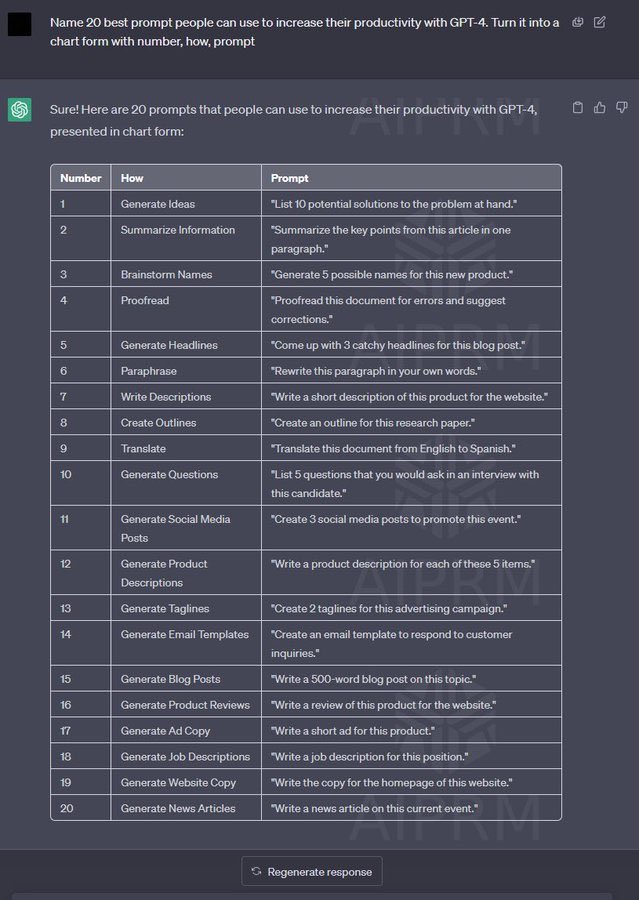 Name 20 best prompt people can use to increase their productivity with GPT-4. Turn it into a
chart form with number, how, prompt
Sure! Here are 20 prompts that people can use to increase their productivity with GPT-4,
presented in chart form:
Number How Prompt
1 Generate Ideas "List 10 potential solutions to the problem at hand."
2 Summarize Information "Summarize the key points from this article in one
paragraph."
3 Brainstorm Names "Generate 5 possible names for this new product."
4 Proofread "Proofread this document for errors and suggest
corrections."
5 Generate Headlines "Come up with 3 catchy headlines for this blog post."
6 Paraphrase "Rewrite this paragraph in your own words."
7 Write Descriptions "Write a short description of this product for the website."
8 Create Outlines "Create an outline for this research paper."
9 Translate "Translate this document from English to Spanish."
10 Generate Questions "List 5 questions that you would ask in an interview with
this candidate."
11 Generate Social Media "Create 3 social media posts to promote this event."
Posts
12 Generate Product "Write a product description for each of these 5 items."
Descriptions
13 Generate Taglines "Create 2 taglines for this advertising campaign."
14 Generate Email Templates "Create an email template to respond to customer
inquiries."
15 Generate Blog Posts "Write a 500-word blog post on this topic."
16 Generate Product Reviews "Write a review of this product for the website."
17 Generate Ad Copy "Write a short ad for this product."
18 Generate Job Descriptions "Write a job description for this position."
19 Generate Website Copy "Write the copy for the homepage of this website."
20 Generate News Articles "Write a news article on this current event."
Regenerate response
AIPRM
AIPRM
AIPRM
AIPRM